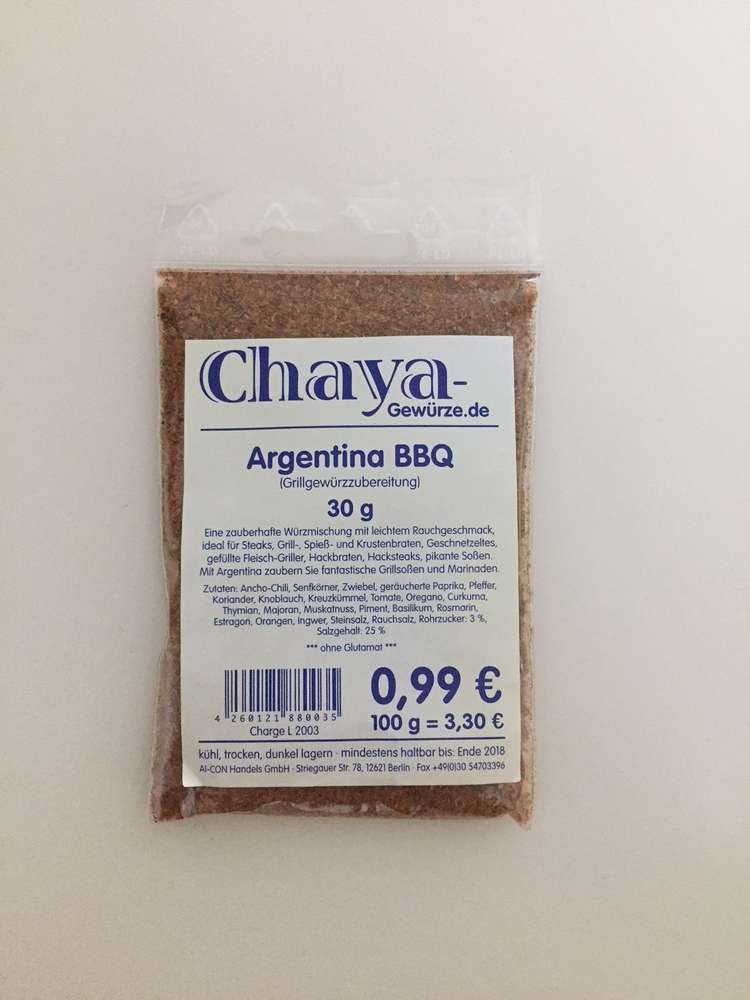 Chaya-
Gewürze.de
Argentina BBQ
(Grillgewürzzubereitung)
30 g
Eine zauberhafte Würzmischung mit leichtem Rauchgeschmack,
ideal für Steaks, Grill-, Spieß- und Krustenbraten, Geschnetzeltes,
gefüllte Fleisch-Griller, Hackbraten, Hacksteaks, pikante Soßen.
Mit Argentina zaubern Sie fantastische Grillsoßen und Marinaden.
Zutaten: Ancho-Chili, Senfkörner, Zwiebel, geräucherte Paprika, Pfeffer,
Koriander, Knoblauch, Kreuzkümmel, Tomate, Oregano, Curkuma,
Thymian, Majoran, Muskatnuss, Piment, Basilikum, Rosmarin,
Estragon, Orangen, Ingwer, Steinsalz, Rauchsalz, Rohrzucker: 3 %,
Salzgehalt: 25 %
*** ohne Glutamat ***
4 260121 880035
Charge L 2003
0,99 €
100 g = 3,30 €
kühl, trocken, dunkel lagern · mindestens haltbar bis: Ende 2018
AI-CON Handels GmbH · Striegauer Str. 78, 12621 Berlin · Fax +49(0)30 54703396